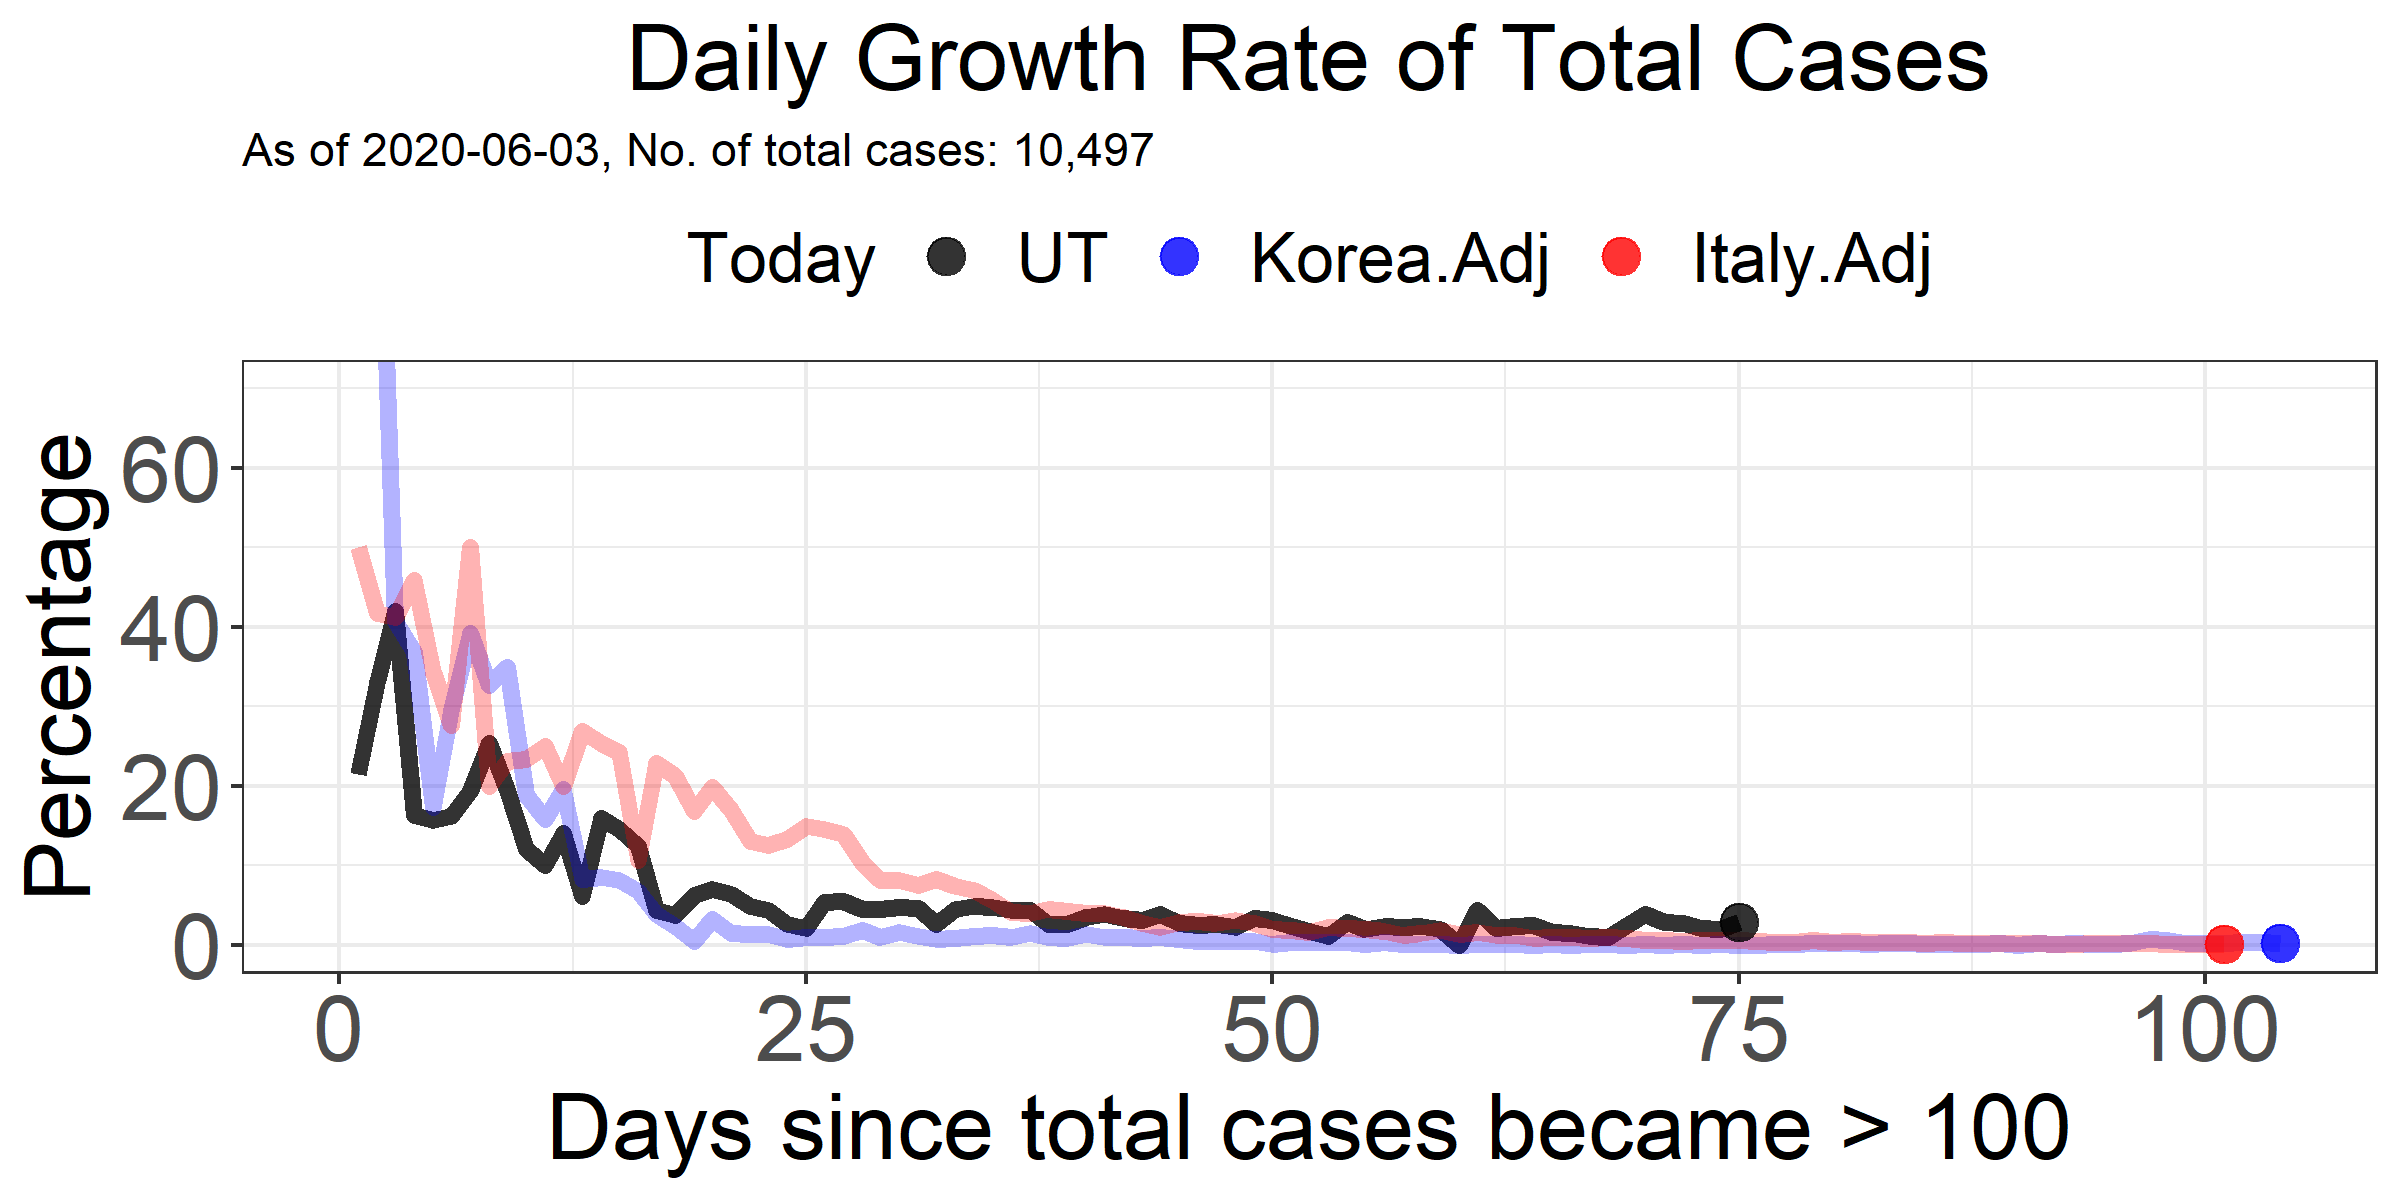 Daily Growth Rate of Total Cases
As of 2020-06-03, No. of total cases: 10,497
Today UT Korea.Adj Italy.Adj
Percentage
60
40
20
0
0 25 50 75 100
Days since total cases became > 100